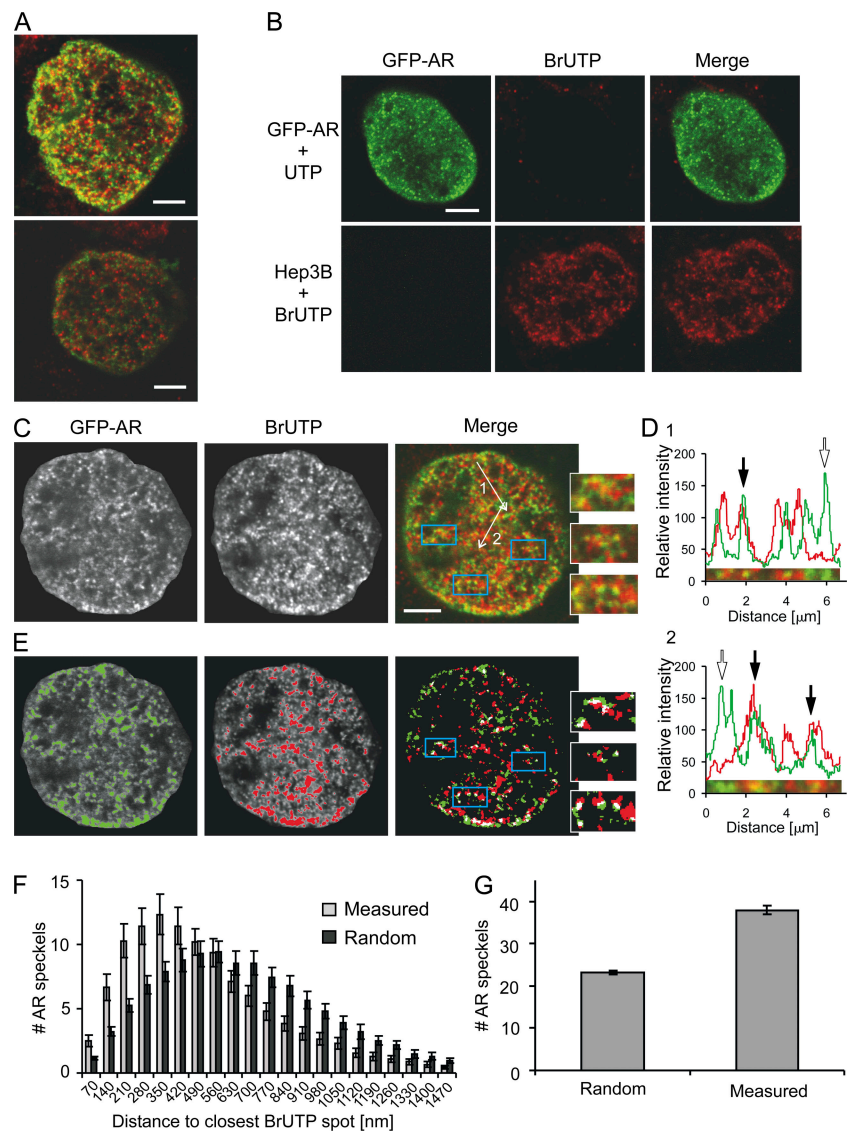 A
B
GFP-AR BrUTP Merge
GFP-AR
+
UTP
Hep3B
+
BrUTP
C GFP-AR BrUTP Merge
1
2
D 1
Relative intensity
200
150
100
50
0
0 2 4 6
Distance [μm]
2
Relative intensity
200
150
100
50
0
0 2 4 6
Distance [μm]
E
F
# AR speckels
15
10
5
0
Measured
Random
70 140 210 280 350 420 490 560 630 700 770 840 910 980 1050 1120 1190 1260 1330 1400 1470
Distance to closest BrUTP spot [nm]
G
# AR speckels
40
30
20
10
0
Random Measured